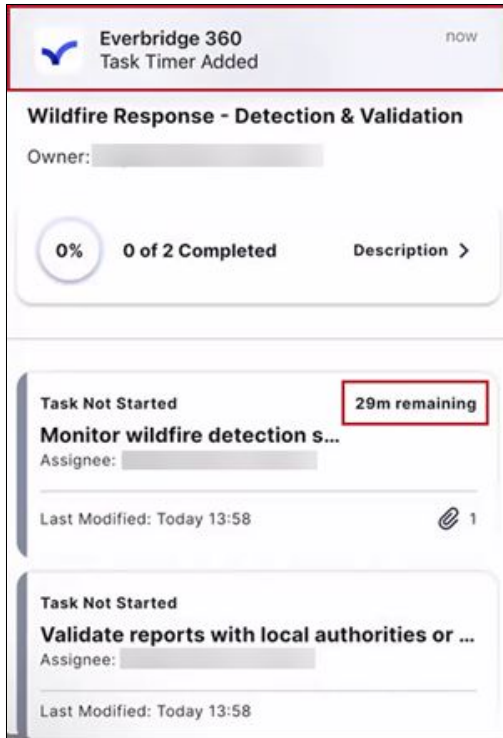 Everbridge 360
now
Task Timer Added
Wildfire Response - Detection & Validation
Owner:
0%
0 of 2 Completed
Description >
Task Not Started
29m remaining
Monitor wildfire detection s...
Assignee:
Last Modified: Today 13:58
1
Task Not Started
Validate reports with local authorities or ...
Assignee:
Last Modified: Today 13:58